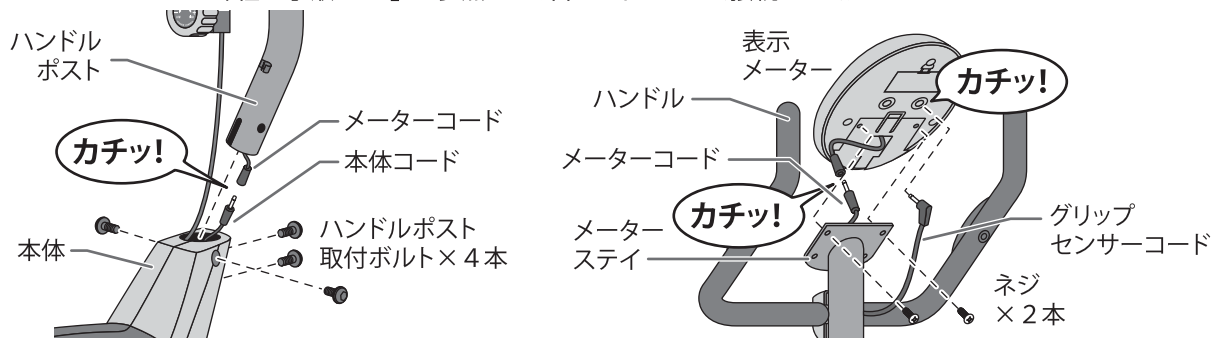 ハンドル
ポスト
カチッ!
メーターコード
本体コード
本体
ハンドルポスト
取付ボルト×4本
表示
メーター
カチッ!
ハンドル
メーターコード
カチッ!
メーター
ステイ
グリップ
センサーコード
ネジ
×2本